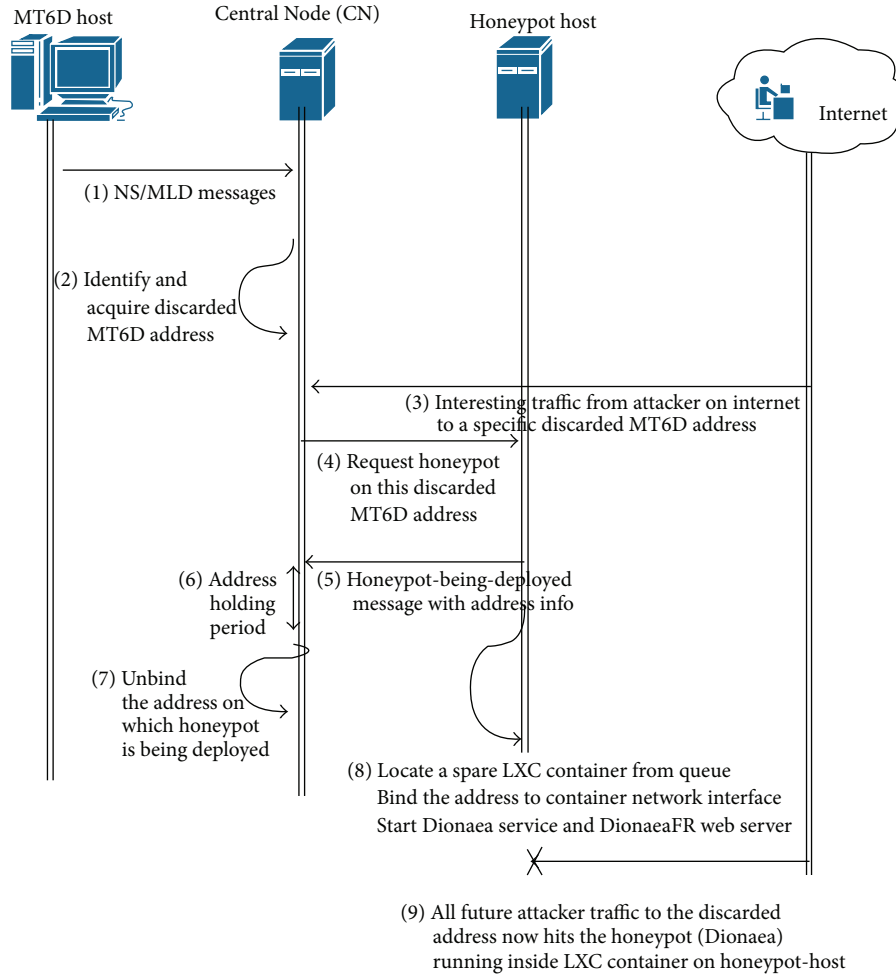 MT6D host
Central Node (CN)
Honeypot host
Internet
(1) NS/MLD messages
(2) Identify and
acquire discarded
MT6D address
(3) Interesting traffic from attacker on internet
to a specific discarded MT6D address
(4) Request honeypot
on this discarded
MT6D address
(5) Honeypot-being-deployed
message with address info
(6) Address
holding
period
(7) Unbind
the address on
which honeypot
is being deployed
(8) Locate a spare LXC container from queue
Bind the address to container network interface
Start Dionaea service and DionaeaFR web server
(9) All future attacker traffic to the discarded
address now hits the honeypot (Dionaea)
running inside LXC container on honeypot-host